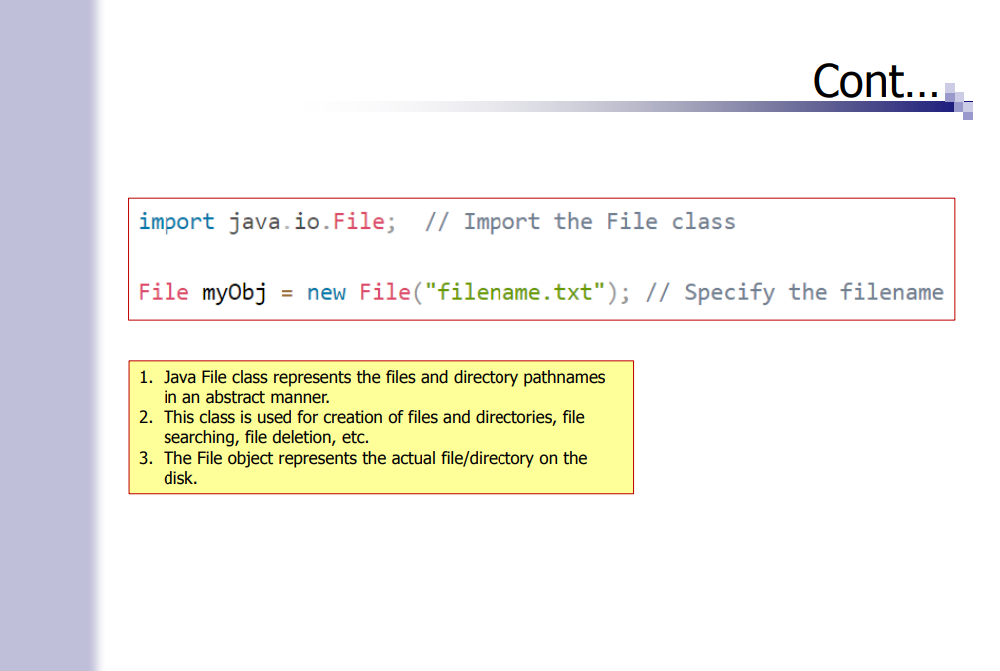 Cont...
import java.io.File;  // Import the File class
File myObj = new File("filename.txt"); // Specify the filename
1. Java File class represents the files and directory pathnames
in an abstract manner.
2. This class is used for creation of files and directories, file
searching, file deletion, etc.
3. The File object represents the actual file/directory on the
disk.